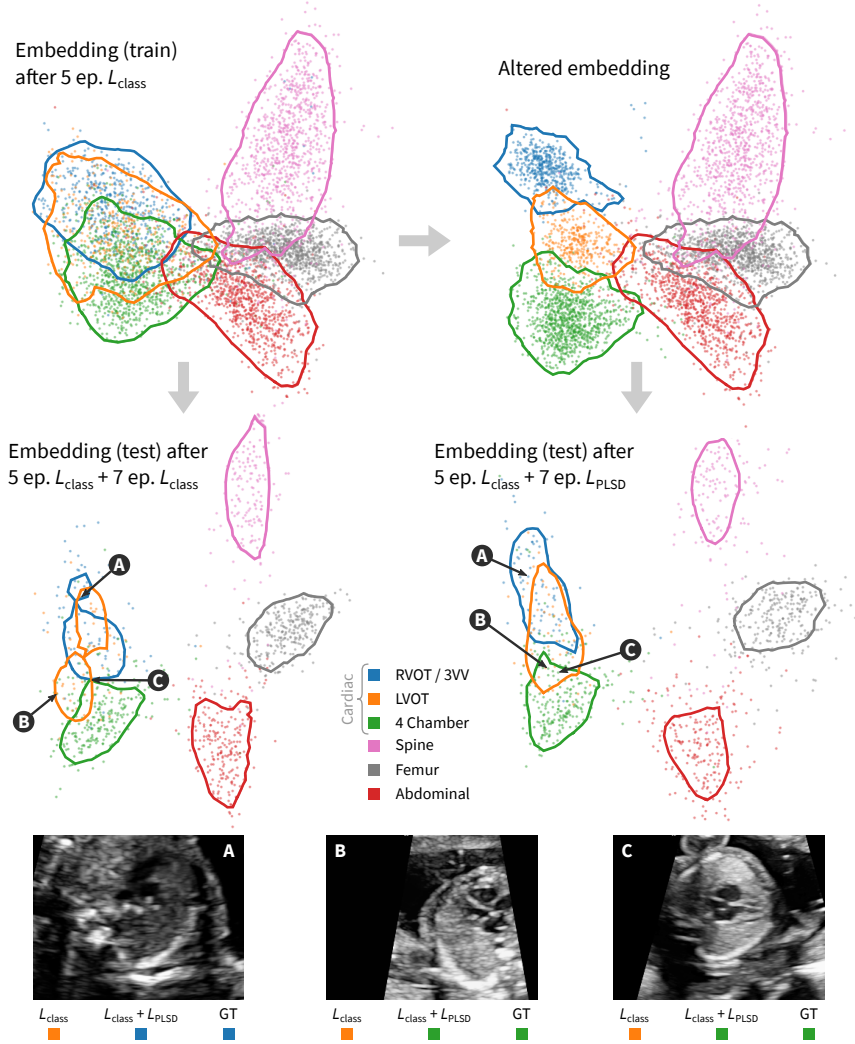 Embedding (train)
after 5 ep. Lclass
Altered embedding
Embedding (test) after
5 ep. Lclass + 7 ep. Lclass
Embedding (test) after
5 ep. Lclass + 7 ep. LPLSD
A
B
C
A
B
C
Cardiac
RVOT / 3VV
LVOT
4 Chamber
Spine
Femur
Abdominal
A
B
C
Lclass
Lclass + LPLSD
GT
Lclass
Lclass + LPLSD
GT
Lclass
Lclass + LPLSD
GT